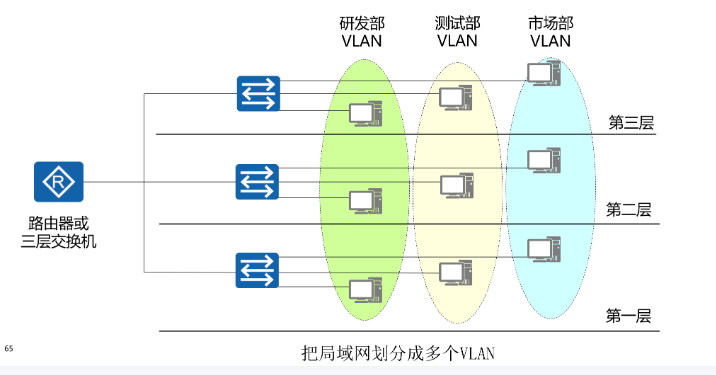 研发部
VLAN
测试部
VLAN
市场部
VLAN
第三层
R
路由器或
三层交换机
第二层
第一层
65
把局域网划分成多个VLAN